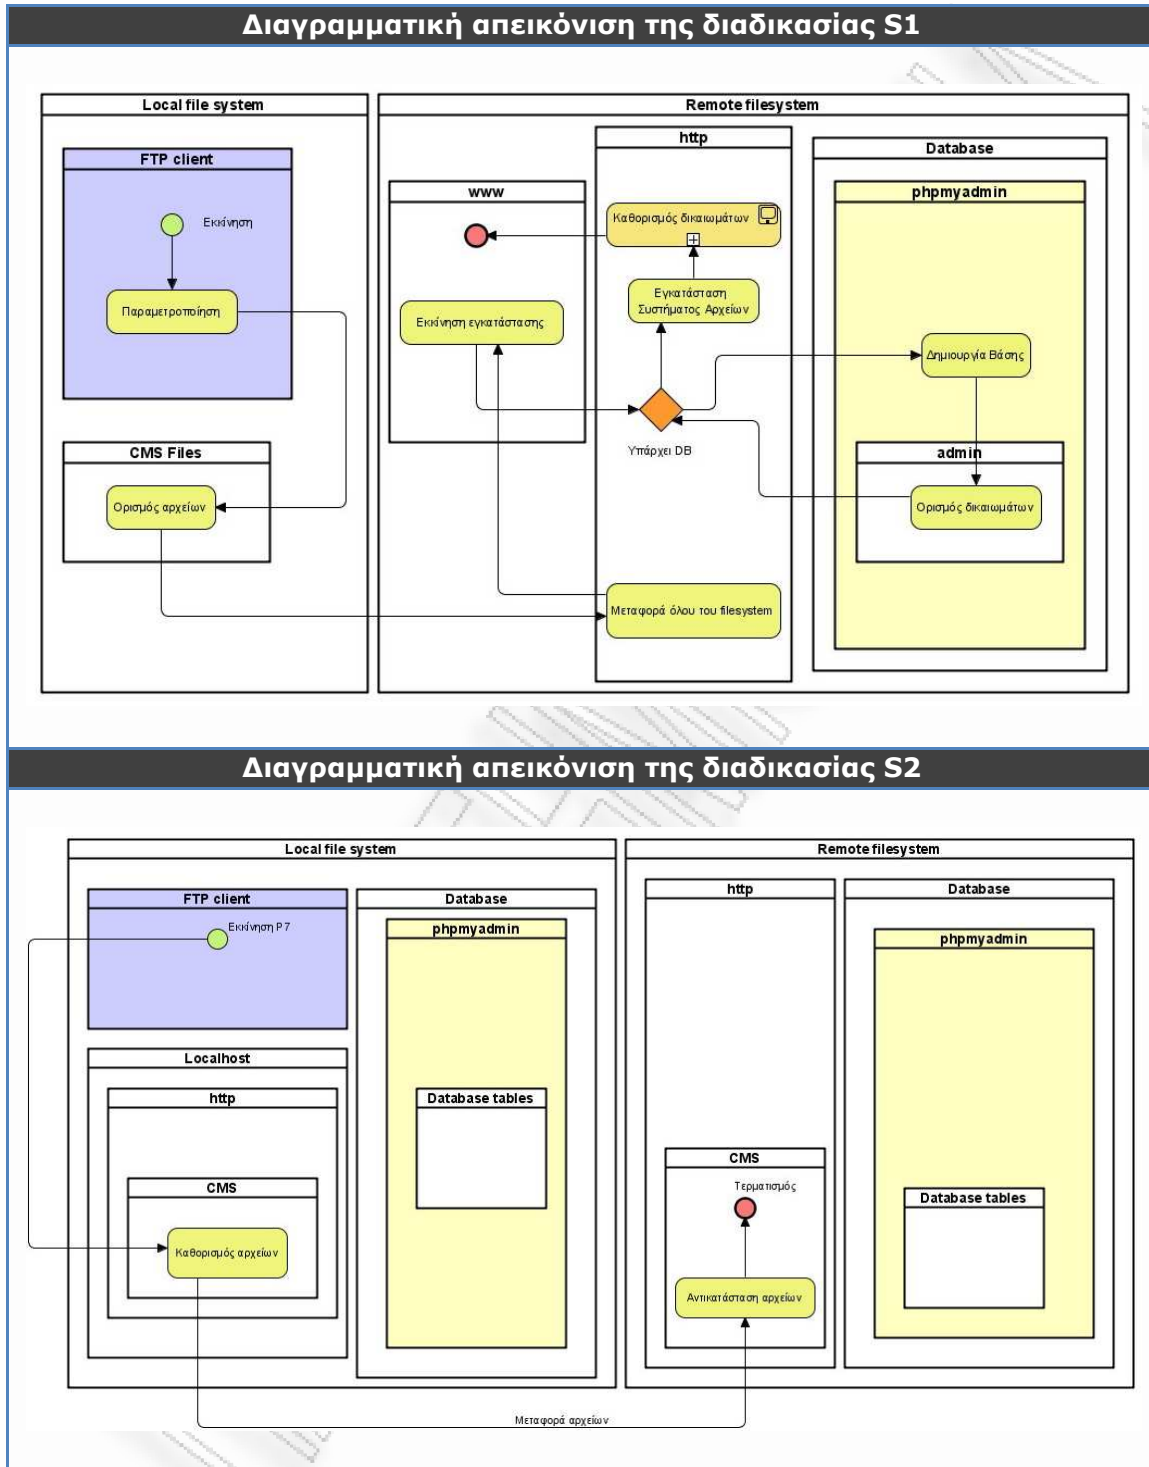 Διαγραμματική απεικόνιση της διαδικασίας S1
Local file system
Remote filesystem
FTP client
Εκκίνηση
Παραμετροποίηση
CMS Files
Ορισμός αρχείων
www
Εκκίνηση εγκατάστασης
http
Καθορισμός δικαιωμάτων
Εγκατάσταση
Συστήματος Αρχείων
Υπάρχει DB
Μεταφορά όλου του filesystem
Database
phpmyadmin
Δημιουργία Βάσης
admin
Ορισμός δικαιωμάτων
Διαγραμματική απεικόνιση της διαδικασίας S2
Local file system
FTP client
Εκκίνηση P7
Localhost
http
CMS
Καθορισμός αρχείων
Database
phpmyadmin
Database tables
Remote filesystem
http
CMS
Τερματισμός
Αντικατάσταση αρχείων
Database
phpmyadmin
Database tables
Μεταφορά αρχείων